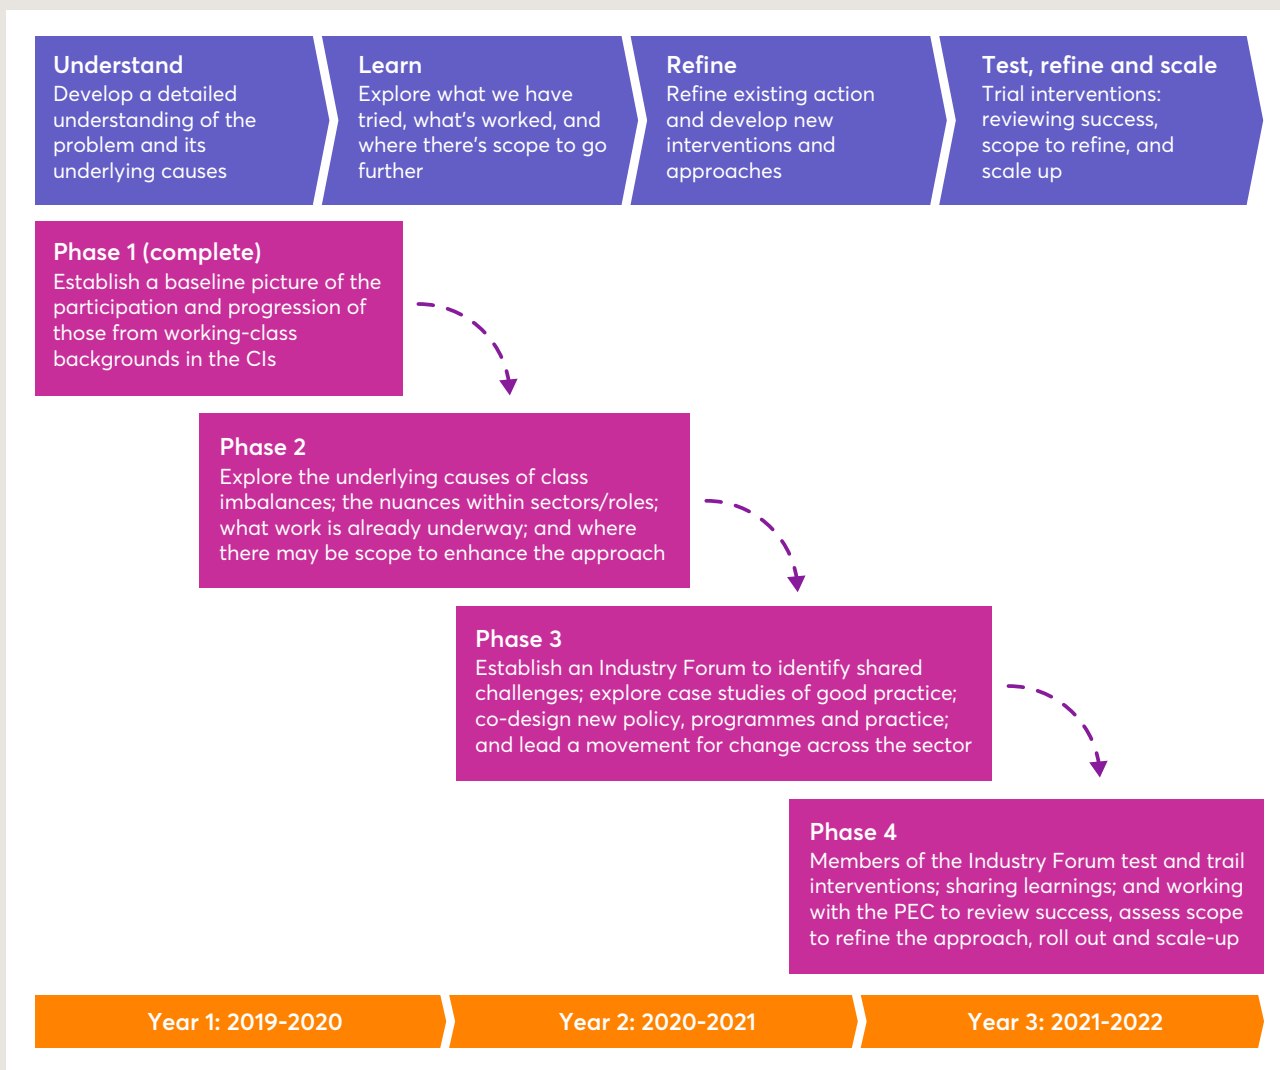 Understand
Develop a detailed
understanding of the
problem and its
underlying causes
Learn
Explore what we have
tried, what's worked, and
where there's scope to go
further
Refine
Refine existing action
and develop new
interventions and
approaches
Test, refine and scale
Trial interventions:
reviewing success,
scope to refine, and
scale up
Phase 1 (complete)
Establish a baseline picture of the
participation and progression of
those from working-class
backgrounds in the CIs
Phase 2
Explore the underlying causes of class
imbalances; the nuances within sectors/roles;
what work is already underway; and where
there may be scope to enhance the approach
Phase 3
Establish an Industry Forum to identify shared
challenges; explore case studies of good practice;
co-design new policy, programmes and practice;
and lead a movement for change across the sector
Phase 4
Members of the Industry Forum test and trail
interventions; sharing learnings; and working
with the PEC to review success, assess scope
to refine the approach, roll out and scale-up
Year 1: 2019-2020
Year 2: 2020-2021
Year 3: 2021-2022